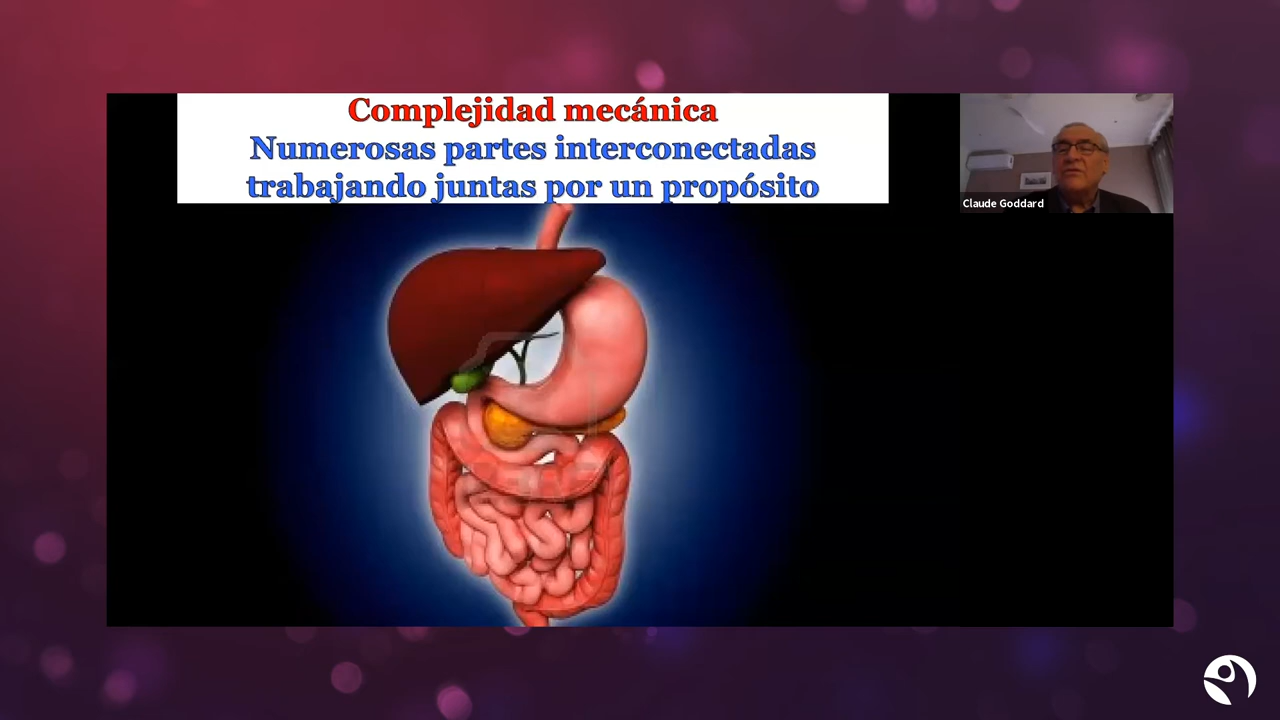 Complejidad mecánica
Numerosas partes interconectadas
trabajando juntas por un propósito
Claude Goddard